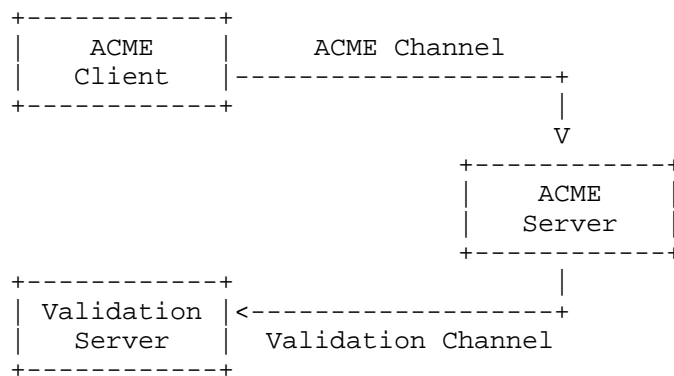 ACME ACME Channel
Client
V
ACME
Server
Validation
Server Validation Channel